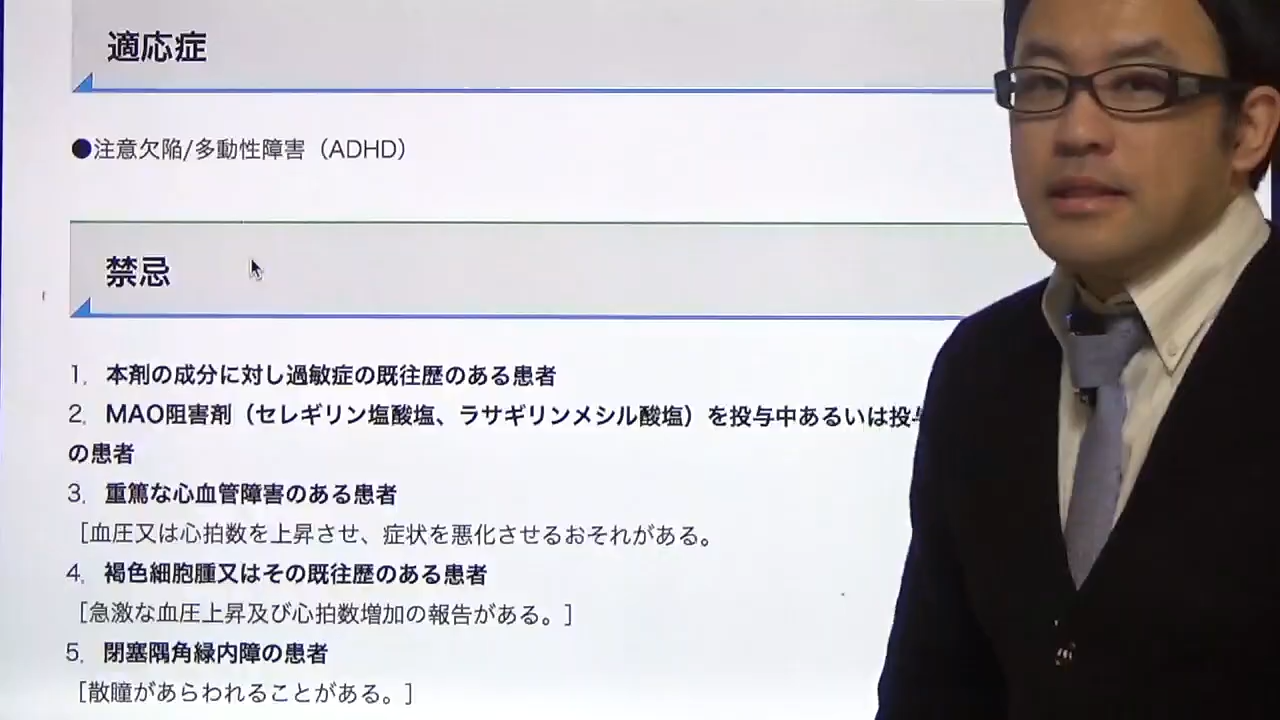 適応症
●注意欠陥/多動性障害（ADHD）
禁忌
1．本剤の成分に対し過敏症の既往歴のある患者
2．MAO阻害剤（セレギリン塩酸塩、ラサギリンメシル酸塩）を投与中あるいは投与
の患者
3．重篤な心血管障害のある患者
［血圧又は心拍数を上昇させ、症状を悪化させるおそれがある。
4．褐色細胞腫又はその既往歴のある患者
［急激な血圧上昇及び心拍数増加の報告がある。］
5．閉塞隅角緑内障の患者
［散瞳があらわれることがある。］